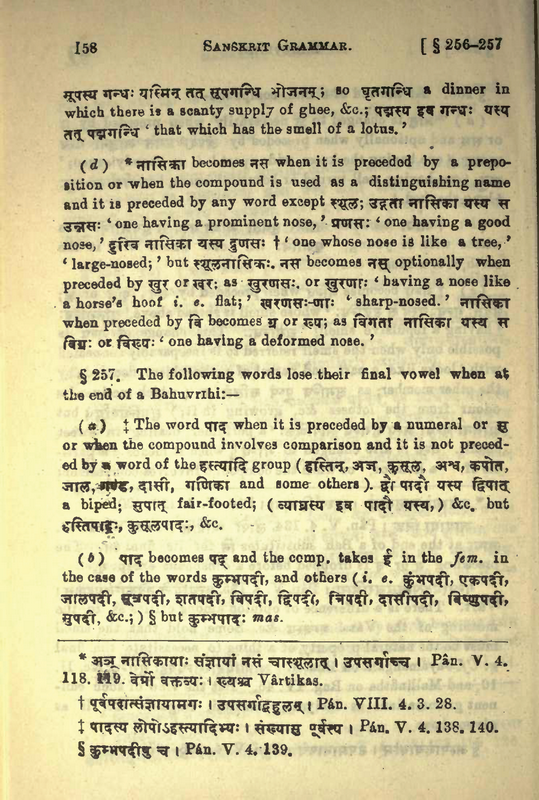 158 SANSKRIT GRAMMAR. [ § 256-257
सूपस्य गन्धः यस्मिन् तत् सूपगन्धि भोजनम्; so घृतगन्धि a dinner in
which there is a scanty supply of ghee, &c.; पद्मस्य इव गन्धः यस्य
तत् पद्मगन्धि ‘ that which has the smell of a lotus. ’
(d) *नासिका becomes नस when it is preceded by a prepo-
sition or when the compound is used as a distinguishing name
and it is preceded by any word except स्थूल; उद्गता नासिका यस्य स
उन्नसः ‘ one having a prominent nose, ’ प्रणसः ‘ one having a good
nose, ’ द्रुरिव नासिका यस्य द्रुणसः † ‘ one whose nose is like a tree, ’
‘ large-nosed; ’ but स्थूलनासिकः. नस becomes नस् optionally when
preceded by खुर or खर; as खुरणसः. or खुरणाः ‘ having a nose like
a horse's hoof i. e. flat; ’ खरणसः-णाः ‘ sharp-nosed. ’ नासिका
when preceded by वि becomes ग्र or ख्य; as विगता नासिका यस्य स
विग्रः or विख्यः ‘ one having a deformed nose. ’
§ 257. The following words lose their final vowel when at
the end of a Bahuvrīhi:—
(a) ‡ The word पाद when it is preceded by a numeral or सु
or when the compound involves comparison and it is not preced-
ed by a word of the हस्त्यादि group (हस्तिन्, अज, कुसूल, अश्व, कपोत,
जाल, गण्ड, दासी, गणिका and some others ). द्वौ पादौ यस्य द्विपात्
a biped; सुपात् fair-footed; ( व्याघ्रस्य इव पादौ यस्य, ) &c. but
हस्तिपादः, कुसूलपादः, &c.
(b) पाद becomes पद् and the comp. takes ई in the fem. in
the case of the words कुम्भपदी, and others ( i. e. कुंभपदी, एकपदी,
जालपदी, सूत्रपदी, शतपदी, विपदी, द्विपदी, त्रिपदी, दासीपदी, विष्णुपदी,
सुपदी, &c.; ) § but कुम्भपादः mas.
* अञ् नासिकायाः संज्ञायां नसं चास्थूलात् । उपसर्गाच्च । Pân. V. 4.
118. 119. वेर्ग्रो वक्तव्यः । ख्यश्च Vârtikas.
† पूर्वपदात्संज्ञायामगः । उपसर्गाद्बहुलम् । Pán. VIII. 4. 3. 28.
‡ पादस्य लोपोऽहस्त्यादिभ्यः । संख्यासु पूर्वस्य । Pán. V. 4. 138. 140.
§ कुम्भपदीषु च । Pán. V. 4. 139.